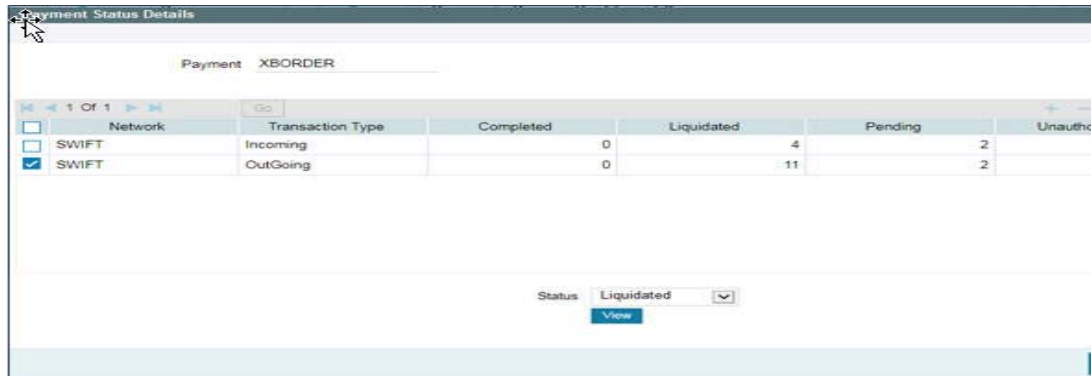 Payment Status Details
Payment XBORDER
1 Of 1 Go
Network Transaction Type Completed Liquidated Pending Unautho
SWIFT Incoming 0 4 2
SWIFT OutGoing 0 11 2
Status Liquidated
View